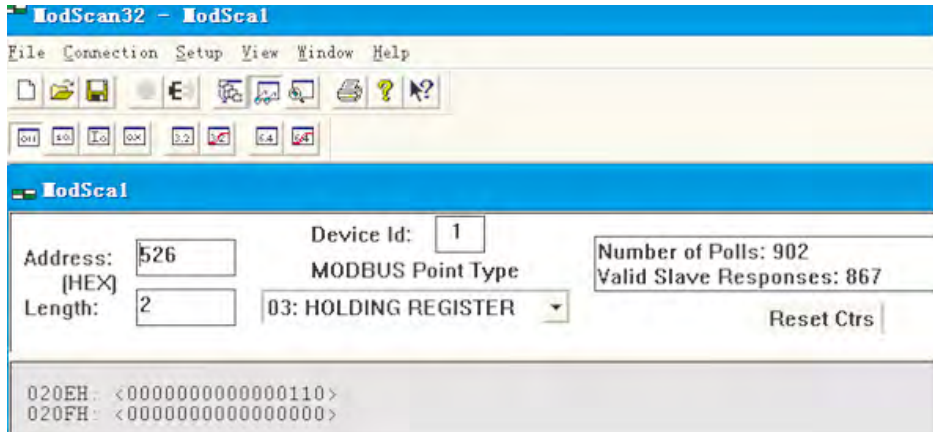 ModScan32 - ModSca1
File Connection Setup View Window Help
ModSca1
Address: 526
(HEX)
Length: 2
Device Id: 1
MODBUS Point Type
03: HOLDING REGISTER
Number of Polls: 902
Valid Slave Responses: 867
Reset Ctrs
020EH: <0000000000000110>
020FH: <0000000000000000>